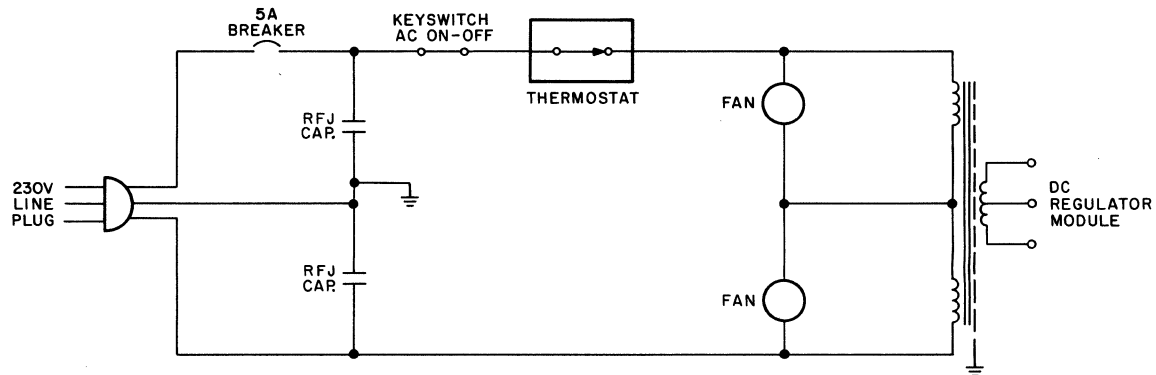 5A
BREAKER
KEYSWITCH
AC ON-OFF
THERMOSTAT
FAN
RFJ
CAP.
230V
LINE
PLUG
DC
REGULATOR
MODULE
RFJ
CAP.
FAN